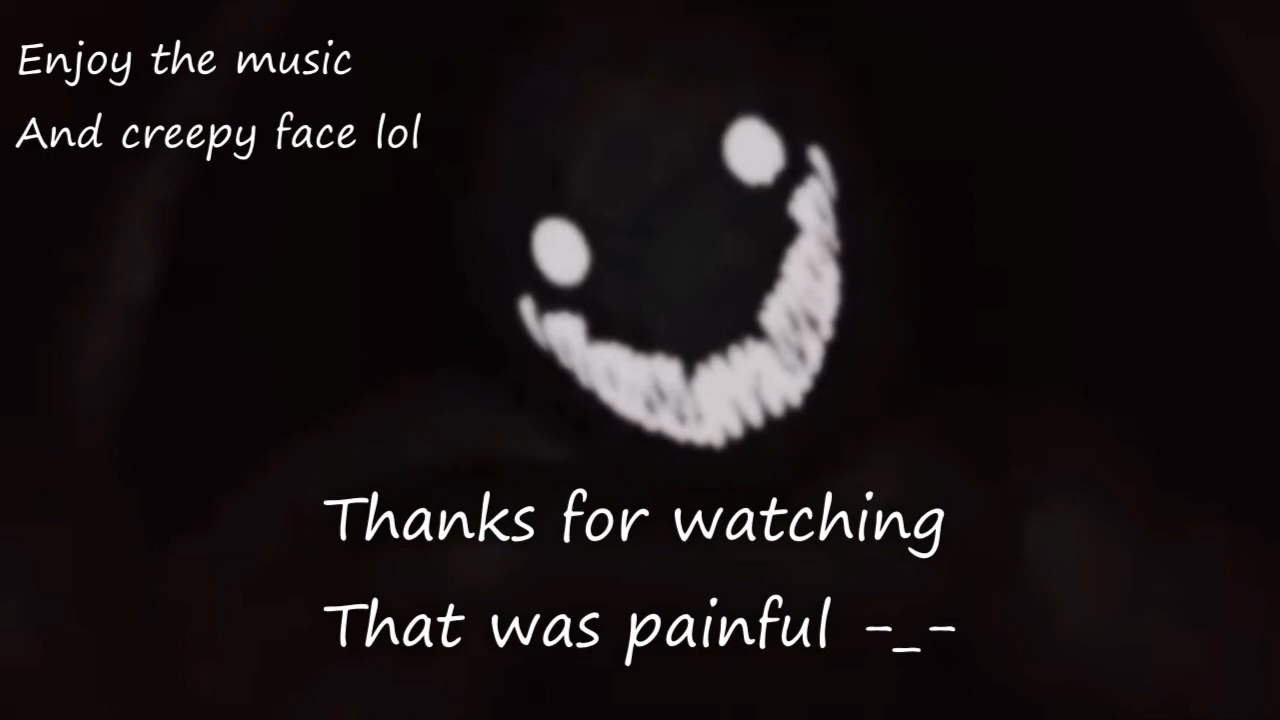 Enjoy the music
And creepy face lol
Thanks for watching
That was painful -_-